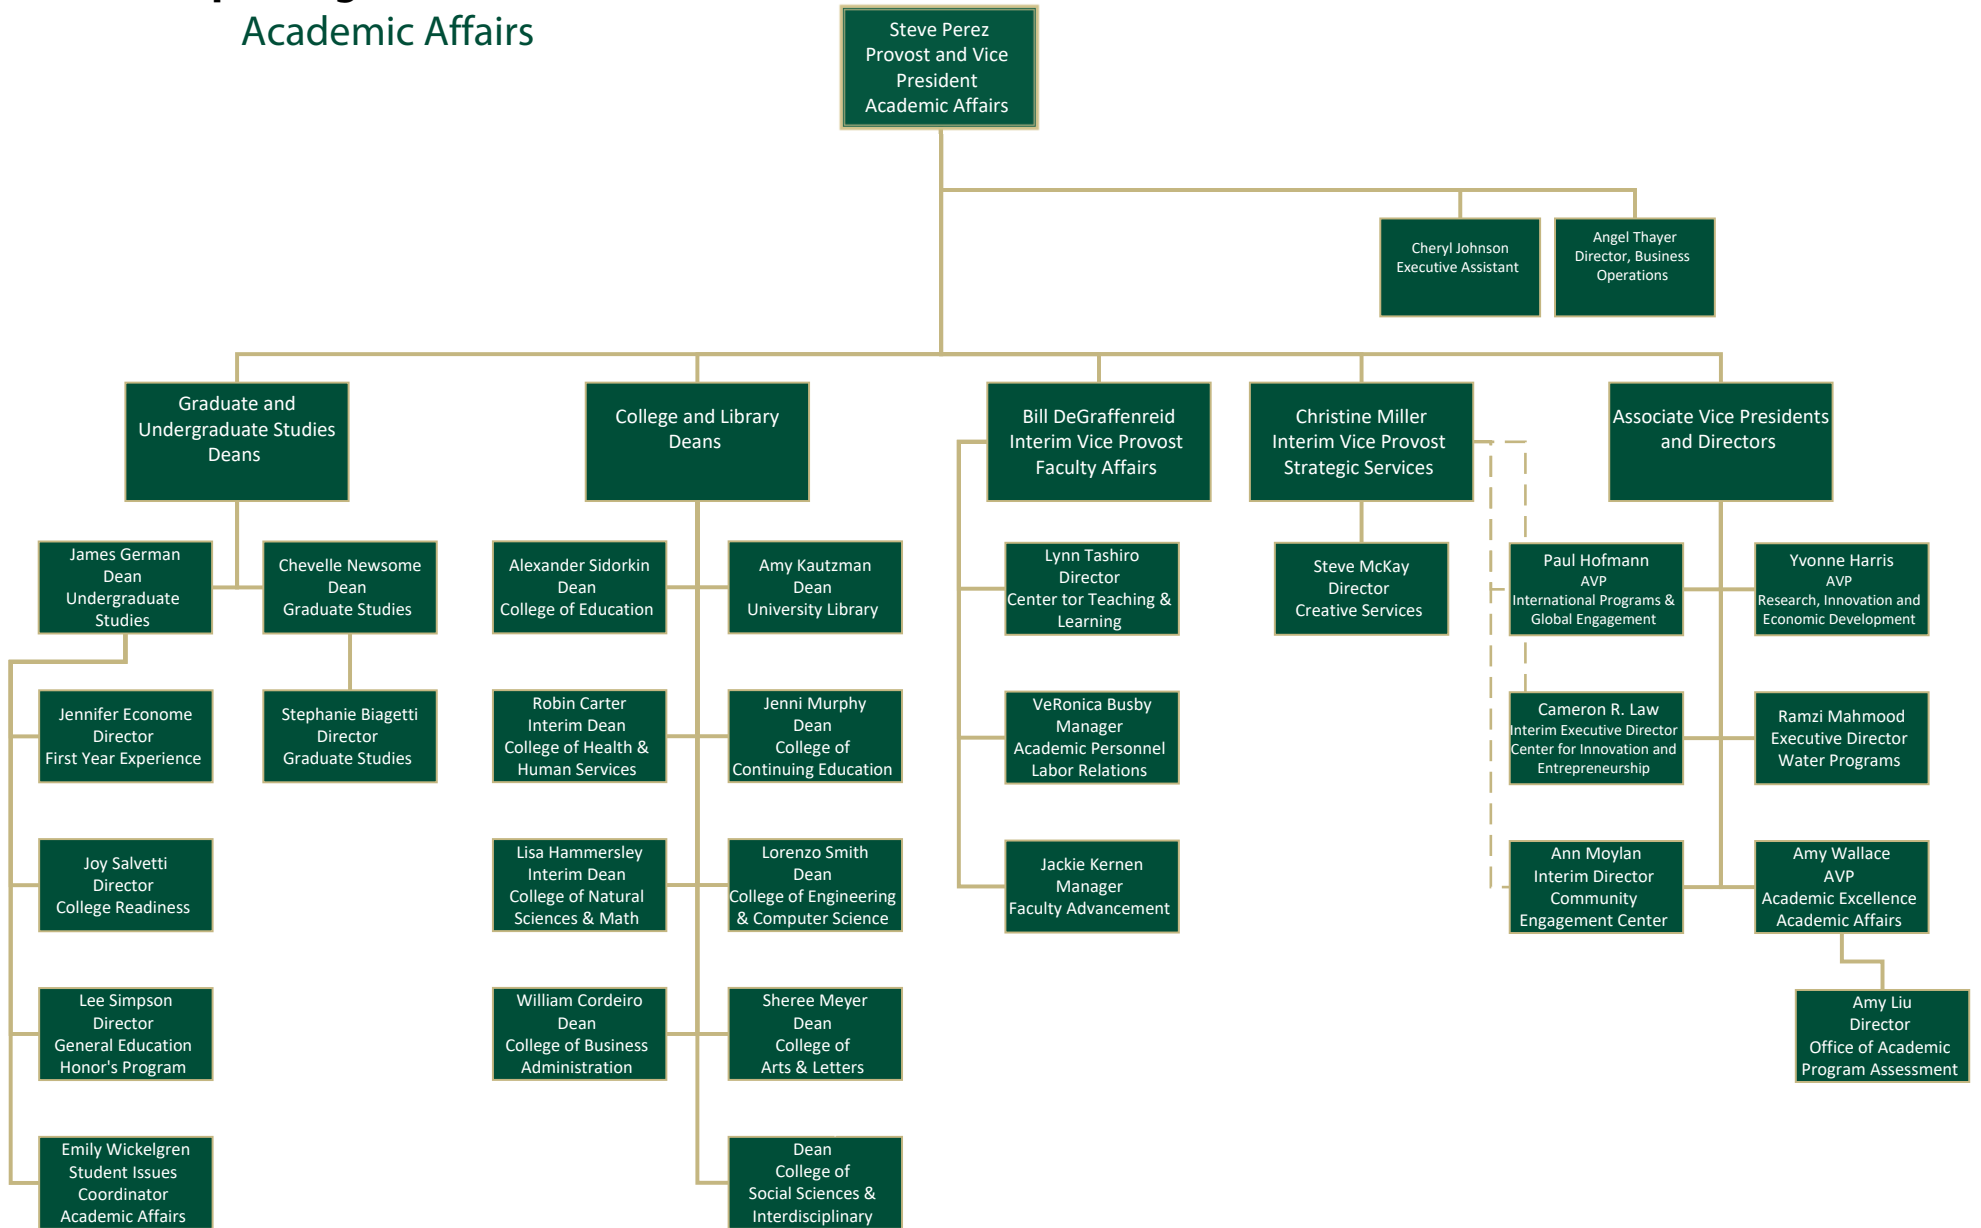 Academic Affairs
Steve Perez
Provost and Vice
President
Academic Affairs
Cheryl Johnson
Executive Assistant
Angel Thayer
Director, Business
Operations
Graduate and
Undergraduate Studies
Deans
College and Library
Deans
Bill DeGraffenreid
Interim Vice Provost
Faculty Affairs
Christine Miller
Interim Vice Provost
Strategic Services
Associate Vice Presidents
and Directors
James German
Dean
Undergraduate
Studies
Chevelle Newsome
Dean
Graduate Studies
Alexander Sidorkin
Dean
College of Education
Amy Kautzman
Dean
University Library
Lynn Tashiro
Director
Center tor Teaching &
Learning
Steve McKay
Director
Creative Services
Paul Hofmann
AVP
International Programs &
Global Engagement
Yvonne Harris
AVP
Research, Innovation and
Economic Development
Jennifer Econome
Director
First Year Experience
Stephanie Biagetti
Director
Graduate Studies
Robin Carter
Interim Dean
College of Health &
Human Services
Jenni Murphy
Dean
College of
Continuing Education
VeRonica Busby
Manager
Academic Personnel
Labor Relations
Cameron R. Law
Interim Executive Director
Center for Innovation and
Entrepreneurship
Ramzi Mahmood
Executive Director
Water Programs
Joy Salvetti
Director
College Readiness
Lisa Hammersley
Interim Dean
College of Natural
Sciences & Math
Lorenzo Smith
Dean
College of Engineering
& Computer Science
Jackie Kernen
Manager
Faculty Advancement
Ann Moylan
Interim Director
Community
Engagement Center
Amy Wallace
AVP
Academic Excellence
Academic Affairs
Lee Simpson
Director
General Education
Honor's Program
William Cordeiro
Dean
College of Business
Administration
Sheree Meyer
Dean
College of
Arts & Letters
Amy Liu
Director
Office of Academic
Program Assessment
Emily Wickelgren
Student Issues
Coordinator
Academic Affairs
Dean
College of
Social Sciences &
Interdisciplinary